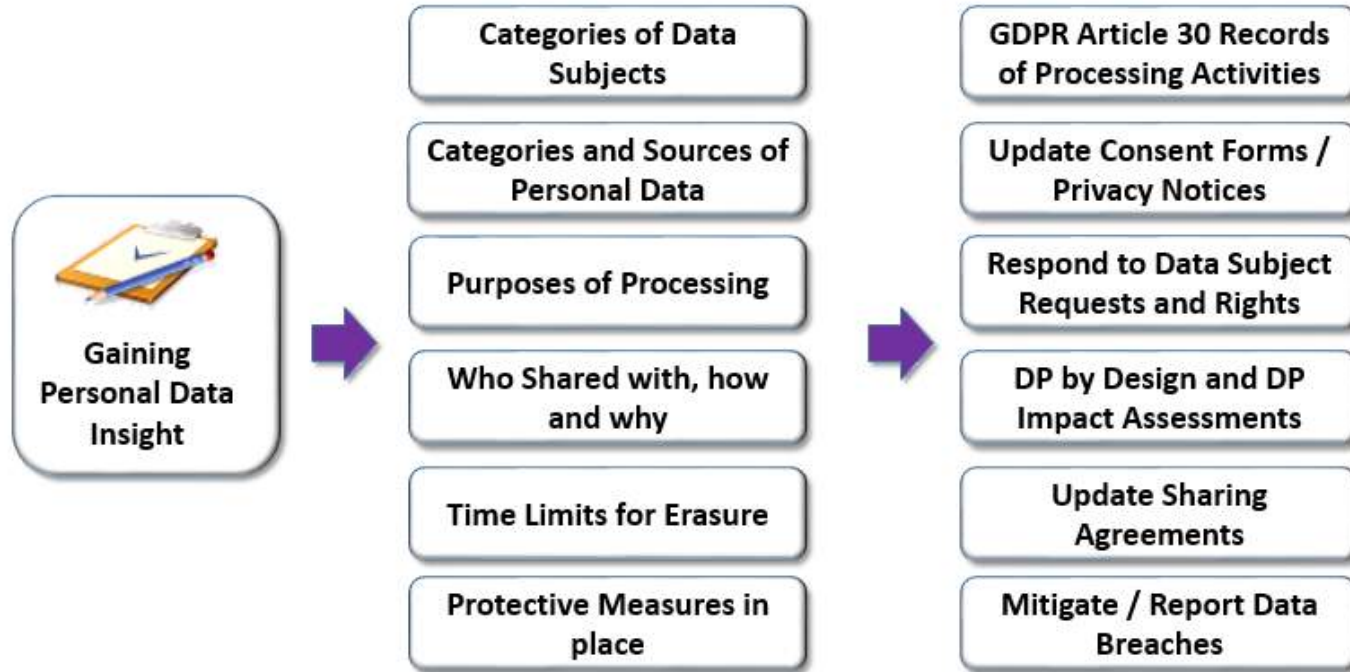 Gaining
Personal Data
Insight
Categories of Data
Subjects
Categories and Sources of
Personal Data
Purposes of Processing
Who Shared with, how
and why
Time Limits for Erasure
Protective Measures in
place
GDPR Article 30 Records
of Processing Activities
Update Consent Forms /
Privacy Notices
Respond to Data Subject
Requests and Rights
DP by Design and DP
Impact Assessments
Update Sharing
Agreements
Mitigate / Report Data
Breaches